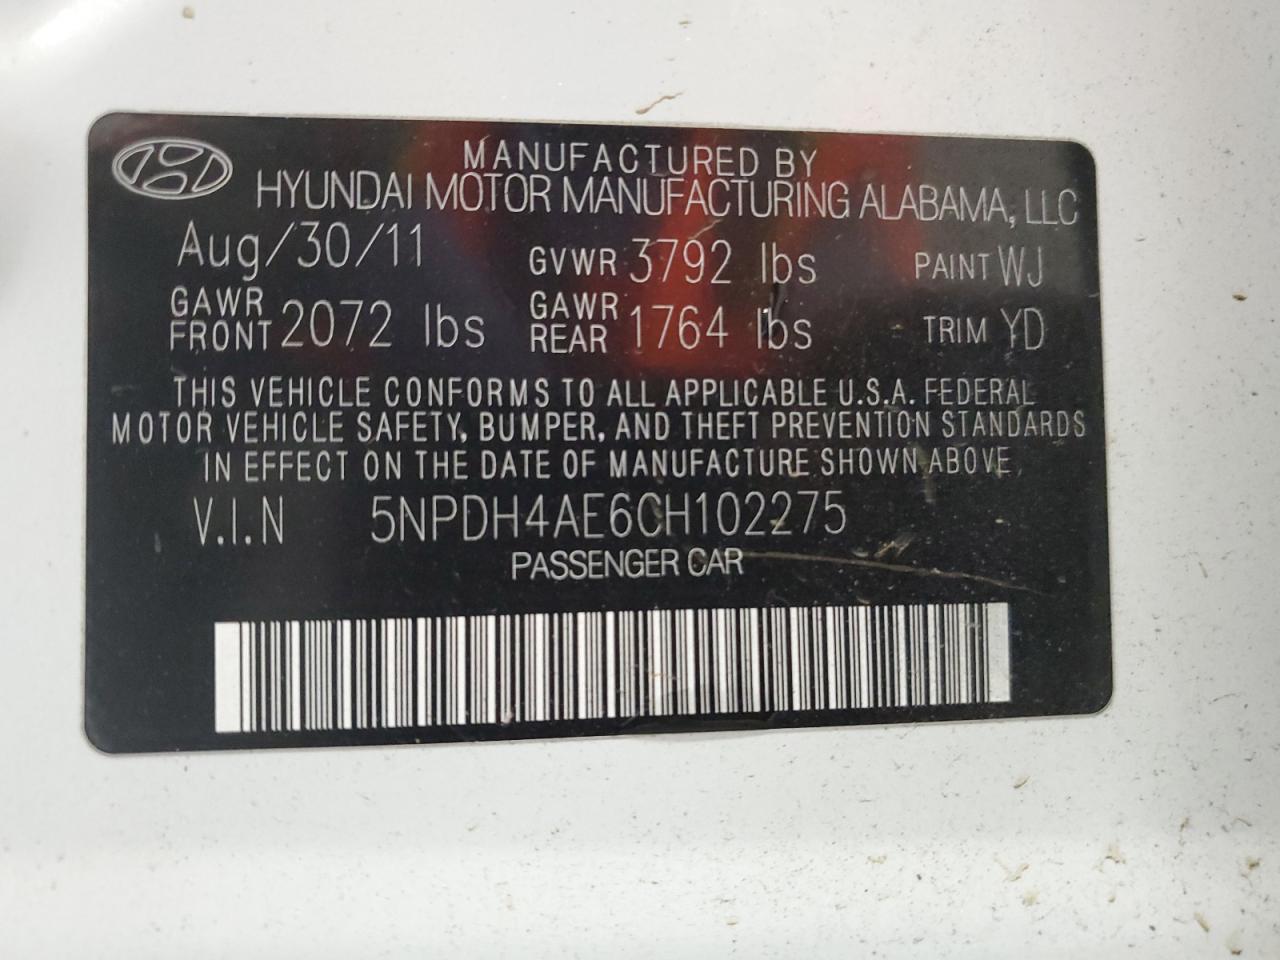 MANUFACTURED BY
HYUNDAI MOTOR MANUFACTURING ALABAMA, LLC
Aug/30/11 GVWR 3792 lbs PAINT WJ
GAWR FRONT 2072 lbs GAWR REAR 1764 lbs TRIM YD
THIS VEHICLE CONFORMS TO ALL APPLICABLE U.S.A. FEDERAL
MOTOR VEHICLE SAFETY, BUMPER, AND THEFT PREVENTION STANDARDS
IN EFFECT ON THE DATE OF MANUFACTURE SHOWN ABOVE.
V.I.N 5NPDH4AE6CH102275
PASSENGER CAR